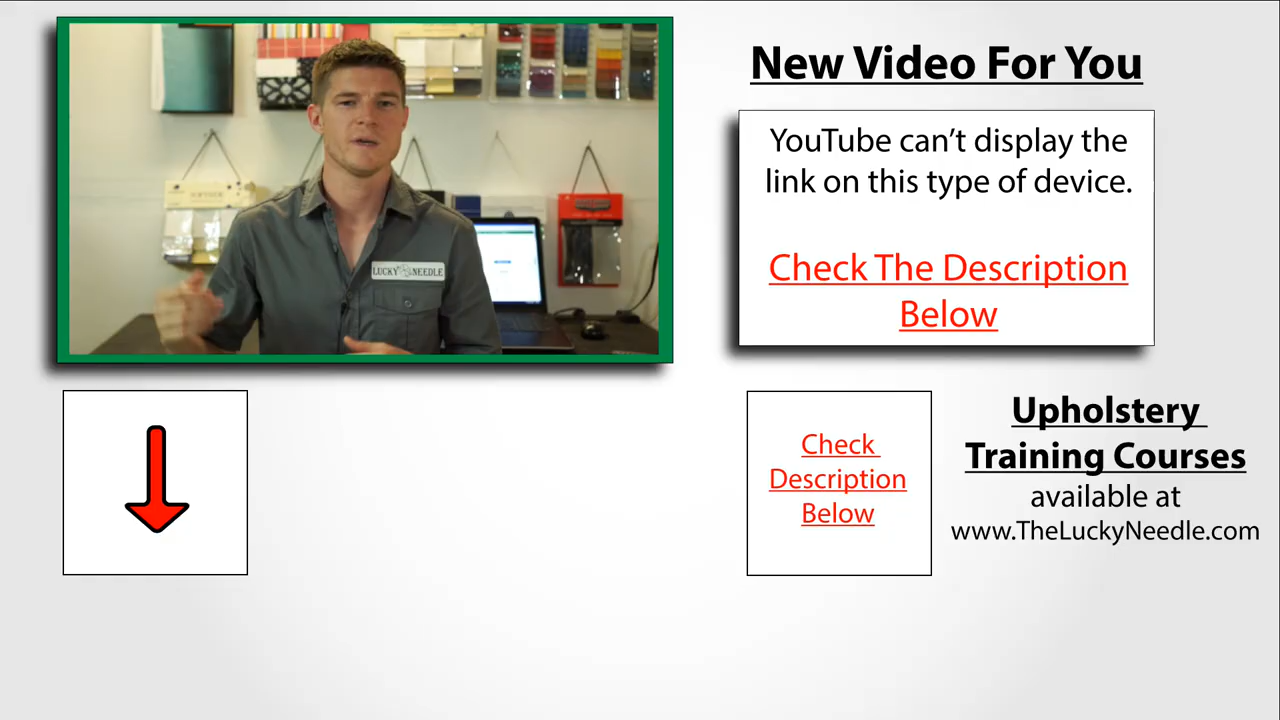 New Video For You
YouTube can’t display the
link on this type of device.
Check The Description
Below
LUCKY NEEDLE
Check
Description
Below
Upholstery
Training Courses
available at
www.TheLuckyNeedle.com